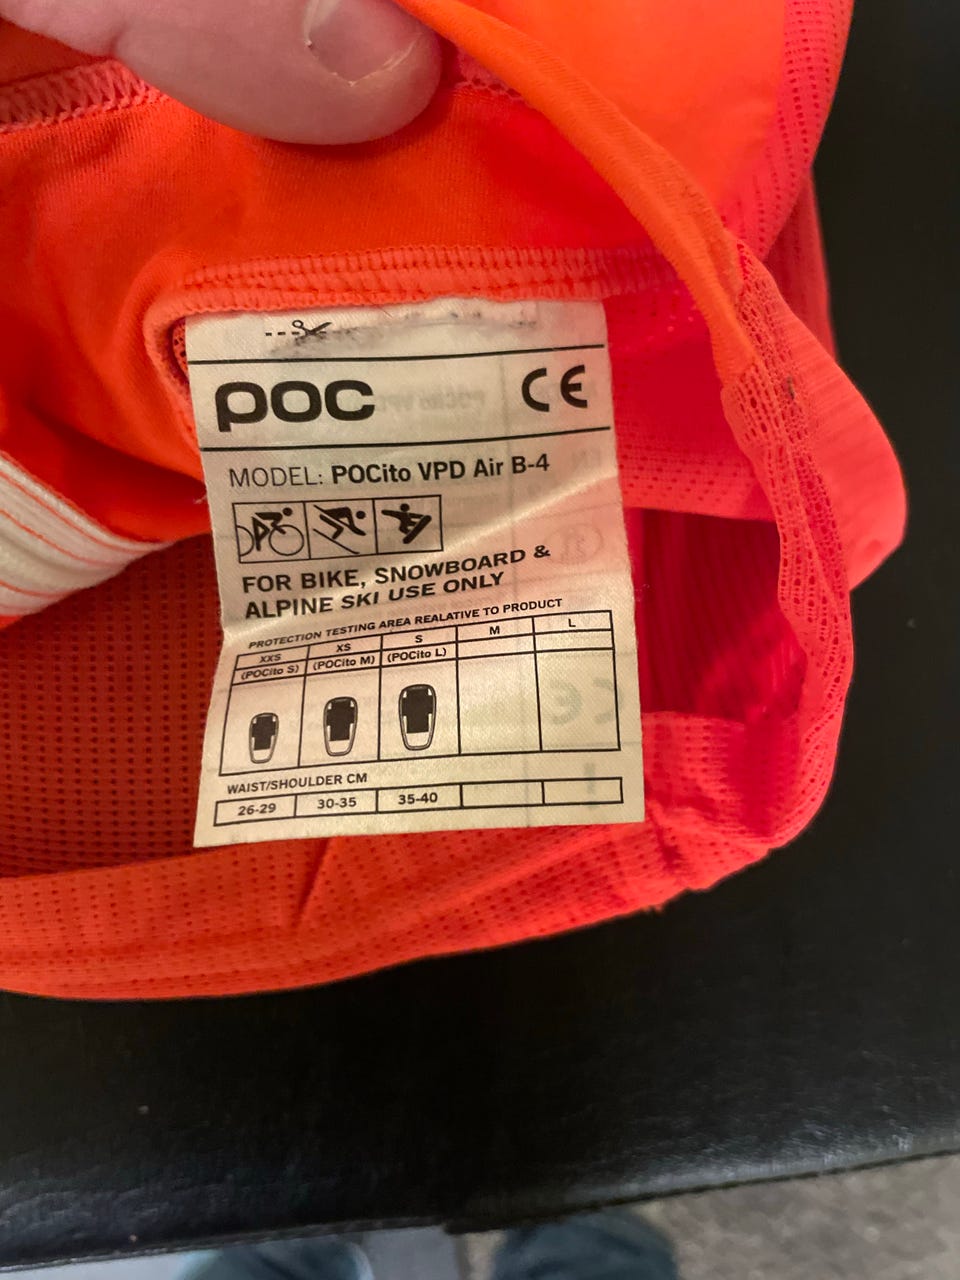 POC CE
MODEL: POCito VPD Air B-4
FOR BIKE, SNOWBOARD &
ALPINE SKI USE ONLY
PROTECTION TESTING AREA REALATIVE TO PRODUCT
XXS XS S M L
(POCito S) (POCito M) (POCito L)
WAIST/SHOULDER CM
26-29 30-35 35-40